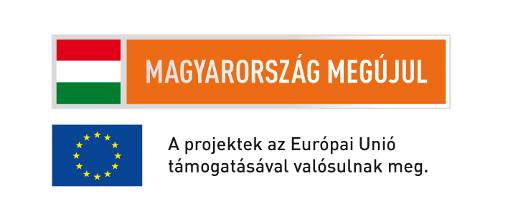 MAGYARORSZÁG MEGÚJUL
A projektek az Európai Unió
támogatásával valósulnak meg.